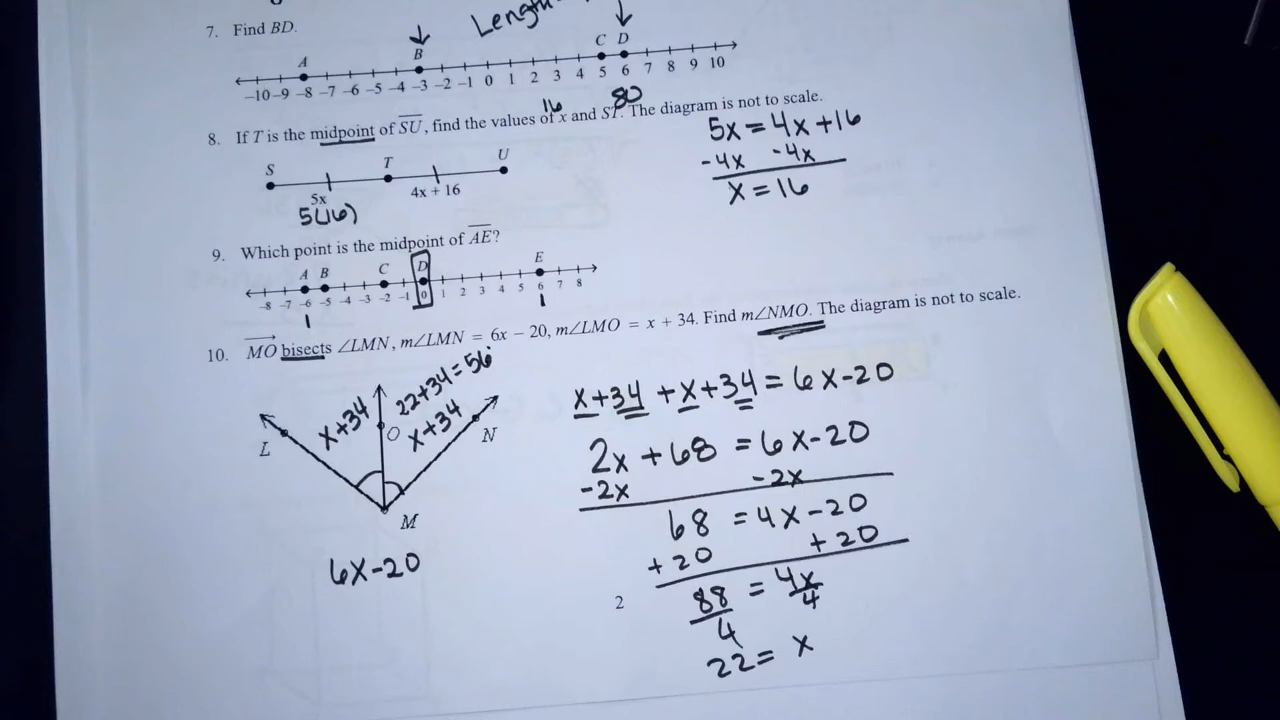 7. Find BD.
Length
A B C D
-10 -9 -8 -7 -6 -5 -4 -3 -2 -1 0 1 2 3 4 5 6 7 8 9 10
16 80
8. If T is the midpoint of SU, find the values of x and ST. The diagram is not to scale.
S T U
5x 4x + 16
5(16)
5x = 4x + 16
-4x -4x
x = 16
9. Which point is the midpoint of AE?
A B C D E
-8 -7 -6 -5 -4 -3 -2 -1 0 1 2 3 4 5 6 7 8
10. MO bisects ∠LMN, m∠LMN = 6x − 20, m∠LMO = x + 34. Find m∠NMO. The diagram is not to scale.
x+34
22+34=56
x+34
L O N
M
6x-20
x+34 + x+34 = 6x-20
2x + 68 = 6x-20
-2x -2x
68 = 4x-20
+20 +20
88 = 4x
4 4
22 = x
2